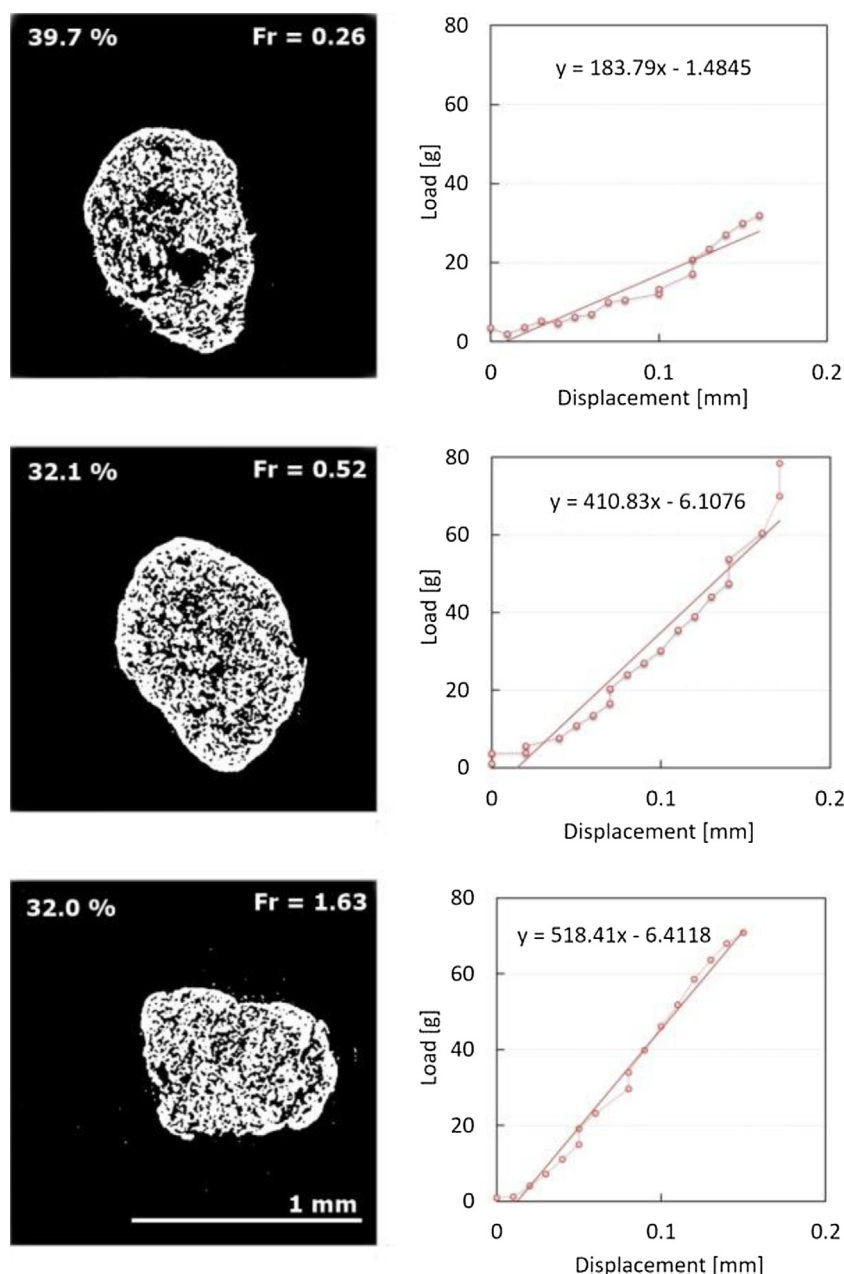 39.7 % Fr = 0.26
80
60
40
20
0
Load [g]
y = 183.79x - 1.4845
0 0.1 0.2
Displacement [mm]
32.1 % Fr = 0.52
80
60
40
20
0
Load [g]
y = 410.83x - 6.1076
0 0.1 0.2
Displacement [mm]
32.0 % Fr = 1.63
1 mm
80
60
40
20
0
Load [g]
y = 518.41x - 6.4118
0 0.1 0.2
Displacement [mm]